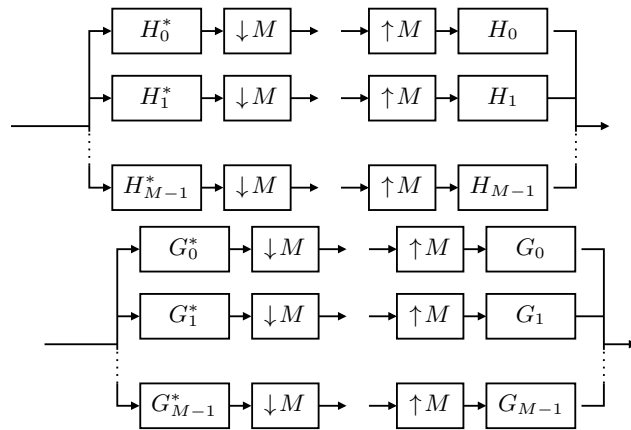 H_0^* ↓M ↑M H_0
H_1^* ↓M ↑M H_1
H_{M−1}^* ↓M ↑M H_{M−1}
G_0^* ↓M ↑M G_0
G_1^* ↓M ↑M G_1
G_{M−1}^* ↓M ↑M G_{M−1}